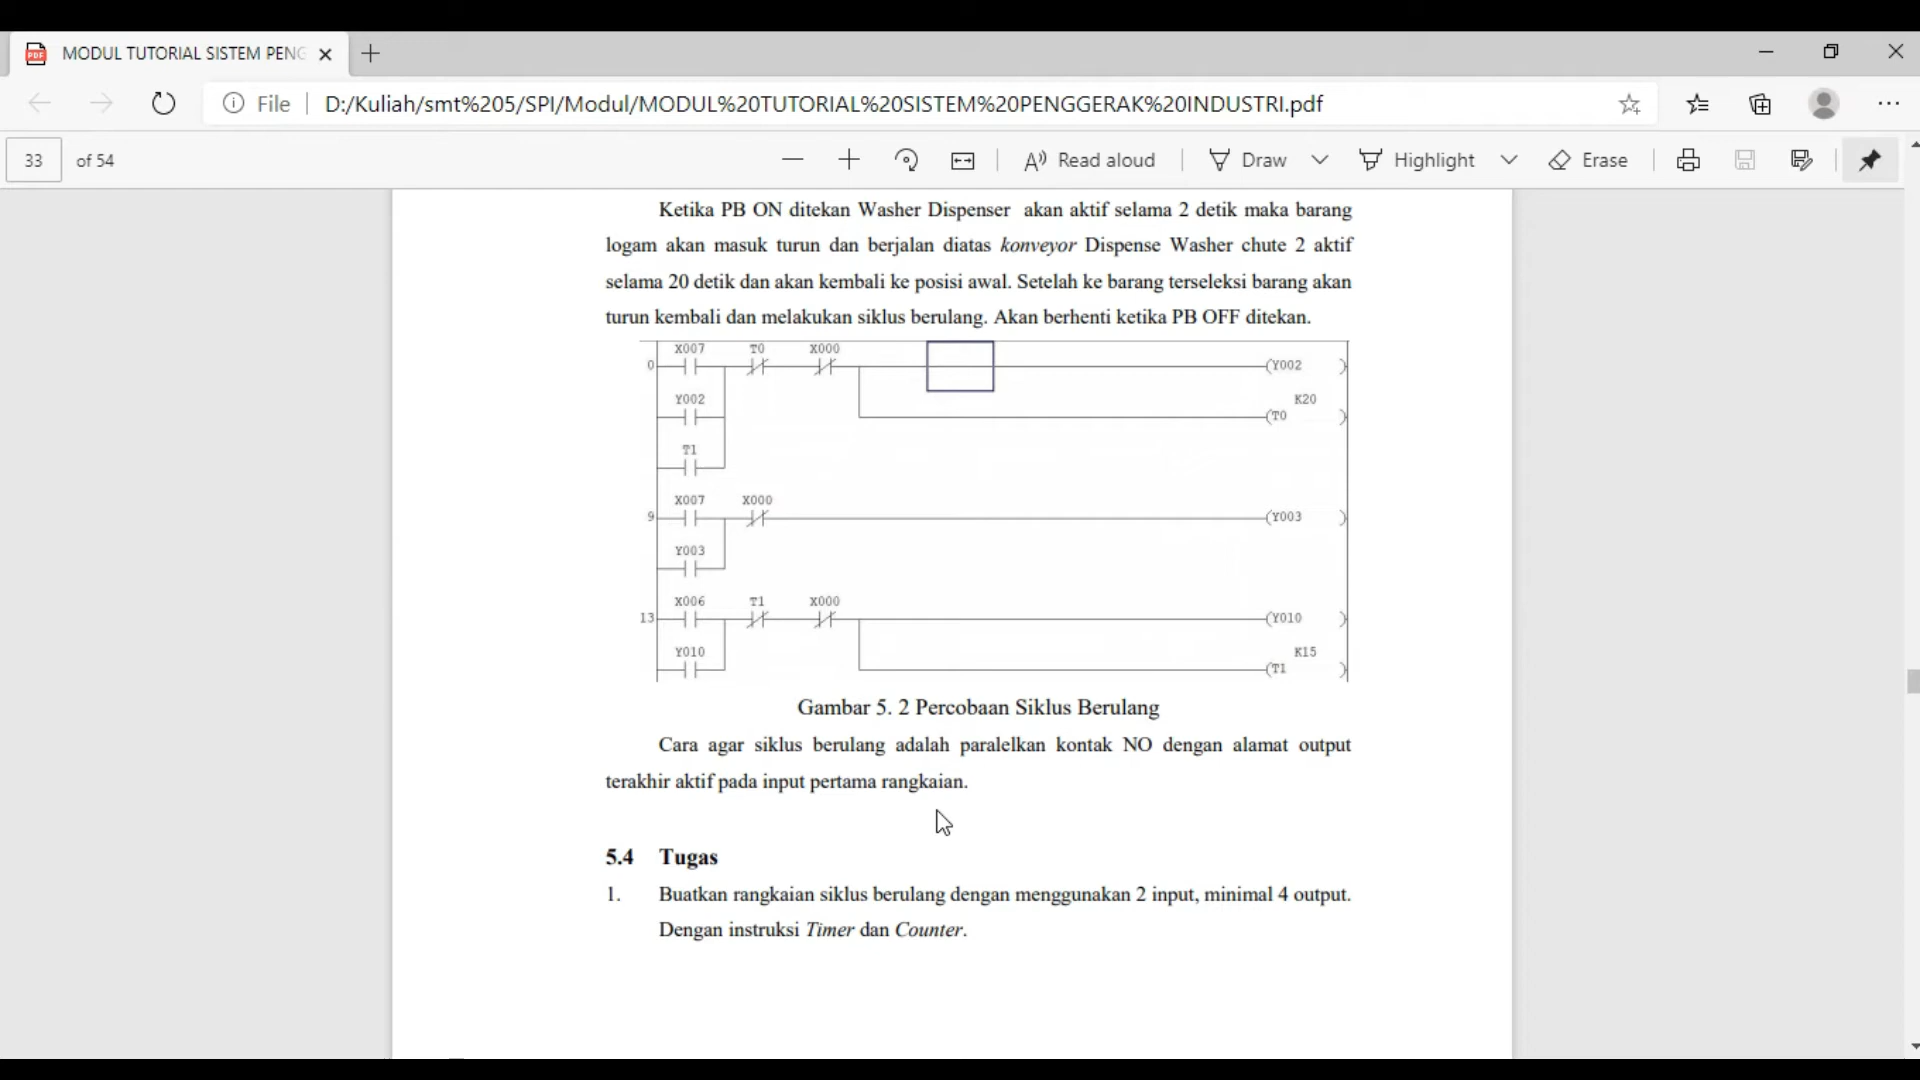 MODUL TUTORIAL SISTEM PENG
File
D:/Kuliah/smt%205/SPI/Modul/MODUL%20TUTORIAL%20SISTEM%20PENGGERAK%20INDUSTRI.pdf
33 of 54
Read aloud
Draw
Highlight
Erase
Ketika PB ON ditekan Washer Dispenser akan aktif selama 2 detik maka barang
logam akan masuk turun dan berjalan diatas konveyor Dispense Washer chute 2 aktif
selama 20 detik dan akan kembali ke posisi awal. Setelah ke barang terseleksi barang akan
turun kembali dan melakukan siklus berulang. Akan berhenti ketika PB OFF ditekan.
X007 T0 X000
0 (Y002 )
Y002 K20
(T0 )
T1
X007 X000
9 (Y003 )
Y003
X006 T1 X000
13 (Y010 )
Y010 K15
(T1 )
Gambar 5. 2 Percobaan Siklus Berulang
Cara agar siklus berulang adalah paralelkan kontak NO dengan alamat output
terakhir aktif pada input pertama rangkaian.
5.4 Tugas
1. Buatkan rangkaian siklus berulang dengan menggunakan 2 input, minimal 4 output.
Dengan instruksi Timer dan Counter.